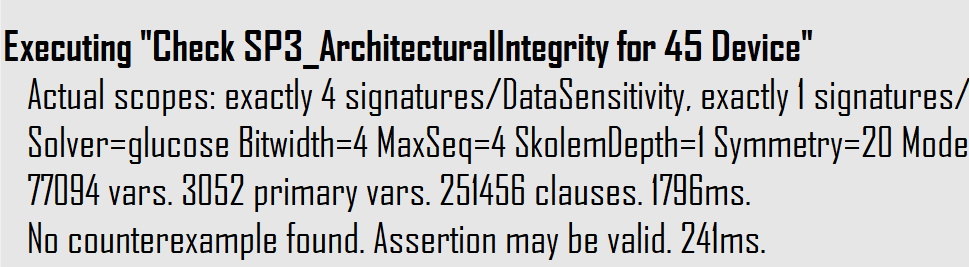 Executing "Check SP3_ArchitecturalIntegrity for 45 Device"
Actual scopes: exactly 4 signatures/DataSensitivity, exactly 1 signatures/
Solver=glucose Bitwidth=4 MaxSeq=4 SkolemDepth=1 Symmetry=20 Mode
77094 vars. 3052 primary vars. 251456 clauses. 1796ms.
No counterexample found. Assertion may be valid. 241ms.